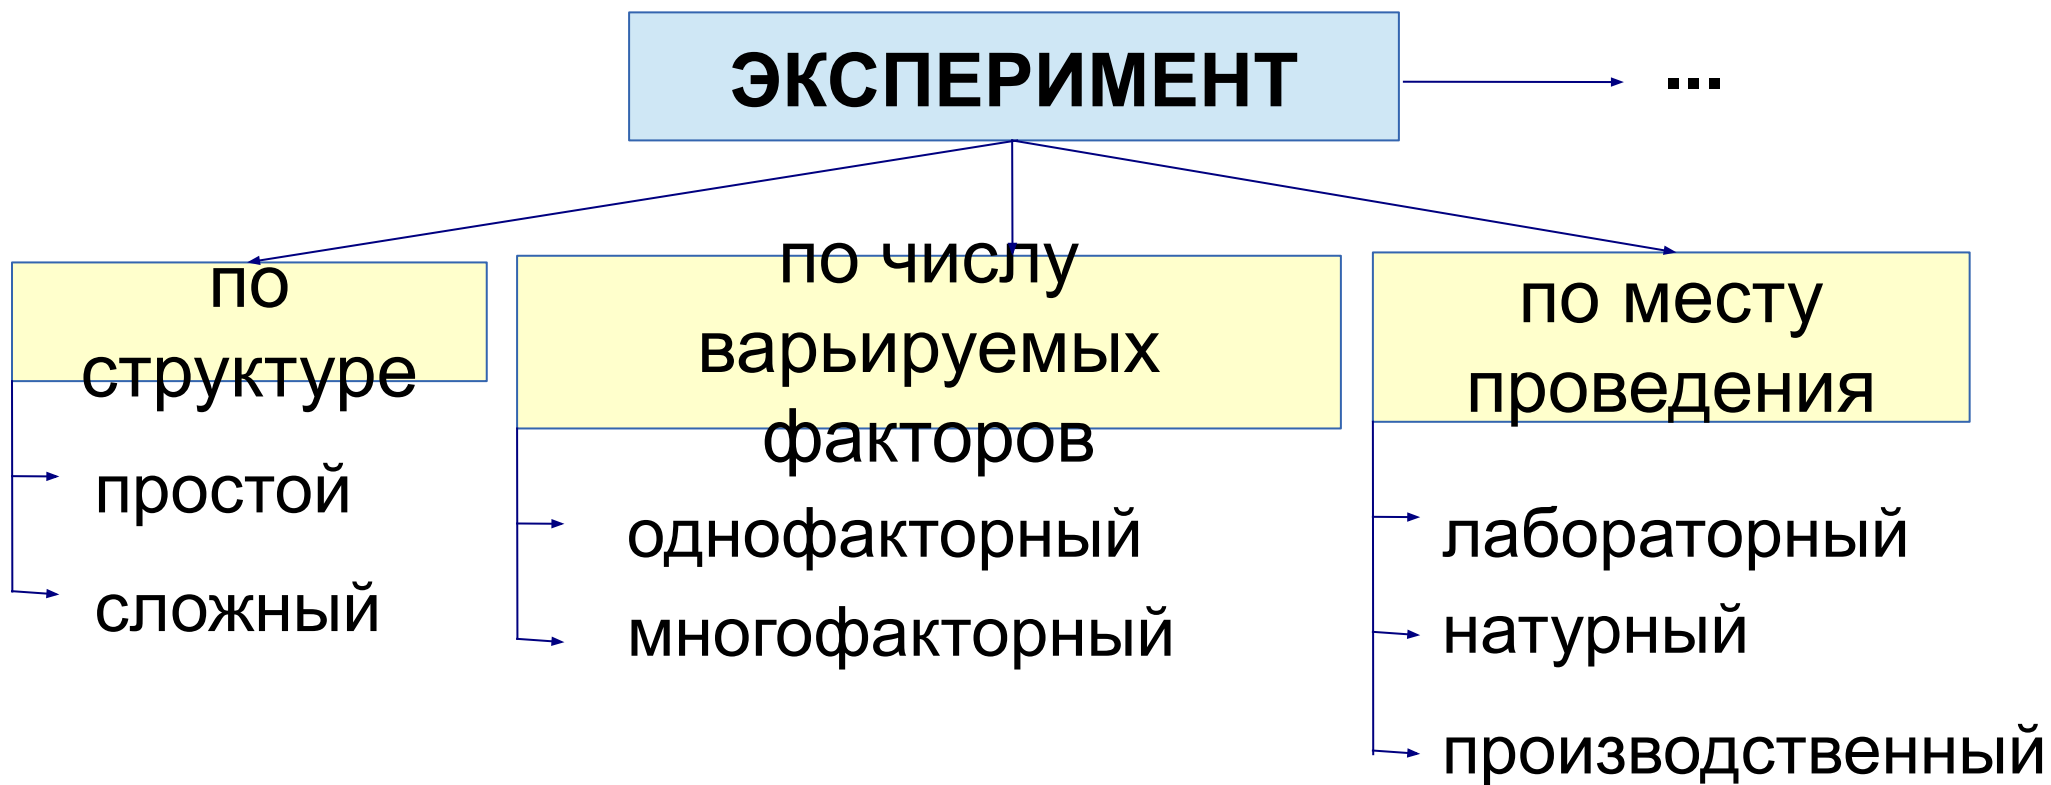 ЭКСПЕРИМЕНТ
...
по
структуре
простой
сложный
по числу
варьируемых
факторов
однофакторный
многофакторный
по месту
проведения
лабораторный
натурный
производственный